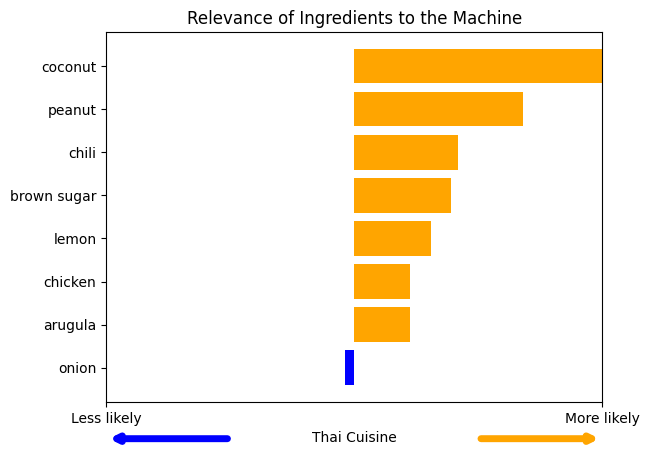 Relevance of Ingredients to the Machine
coconut
peanut
chili
brown sugar
lemon
chicken
arugula
onion
Less likely
More likely
Thai Cuisine